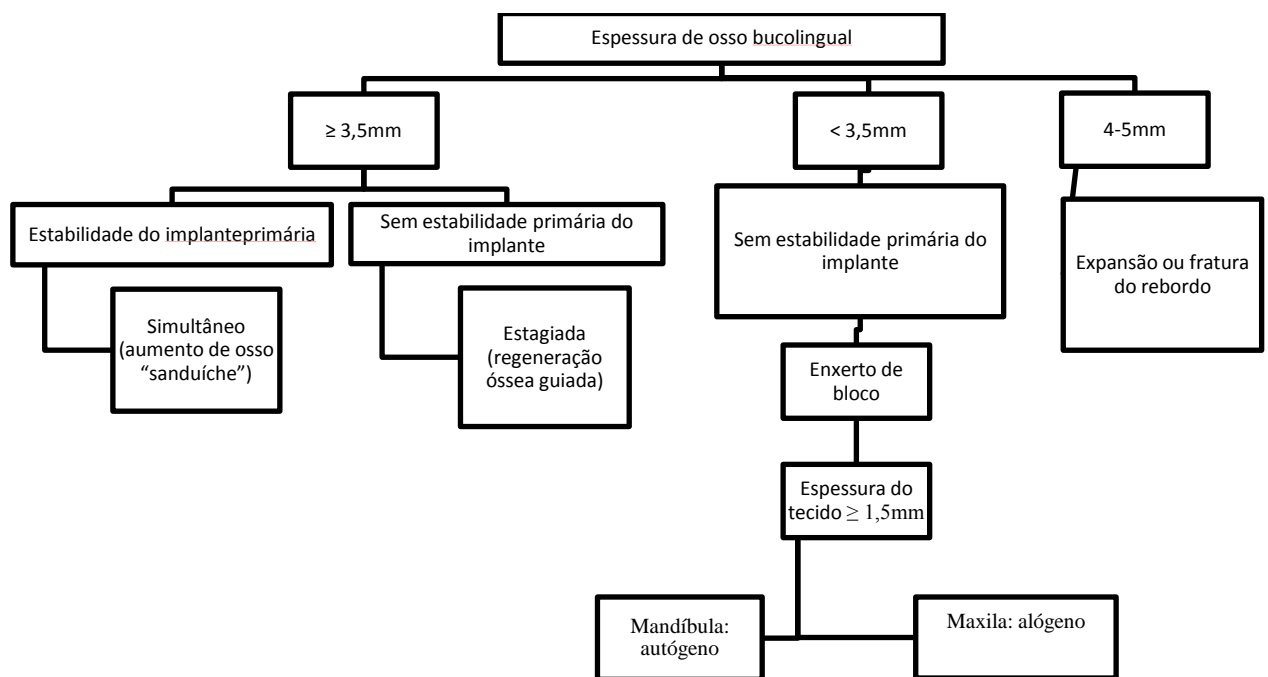 Espessura de osso bucolingual
≥ 3,5mm
< 3,5mm
4-5mm
Estabilidade do implanteprimária
Sem estabilidade primária do
implante
Sem estabilidade primária do
implante
Expansão ou fratura
do rebordo
Simultâneo
(aumento de osso
“sanduíche”)
Estagiada
(regeneração
óssea guiada)
Enxerto de
bloco
Espessura do
tecido ≥ 1,5mm
Mandíbula:
autógeno
Maxila: alógeno